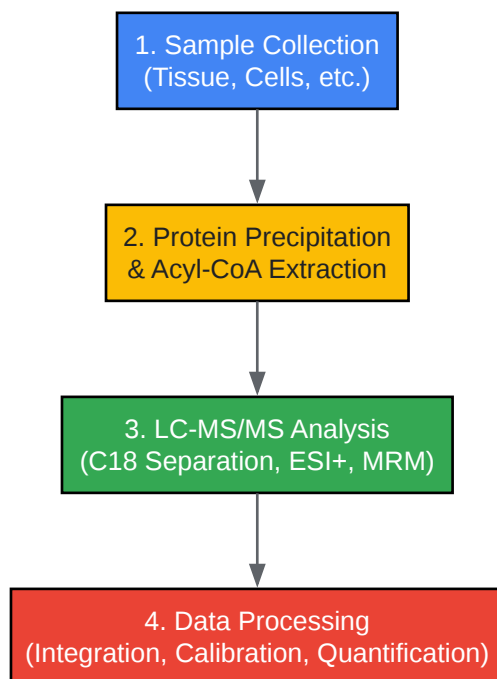 1. Sample Collection
(Tissue, Cells, etc.)
2. Protein Precipitation
& Acyl-CoA Extraction
3. LC-MS/MS Analysis
(C18 Separation, ESI+, MRM)
4. Data Processing
(Integration, Calibration, Quantification)